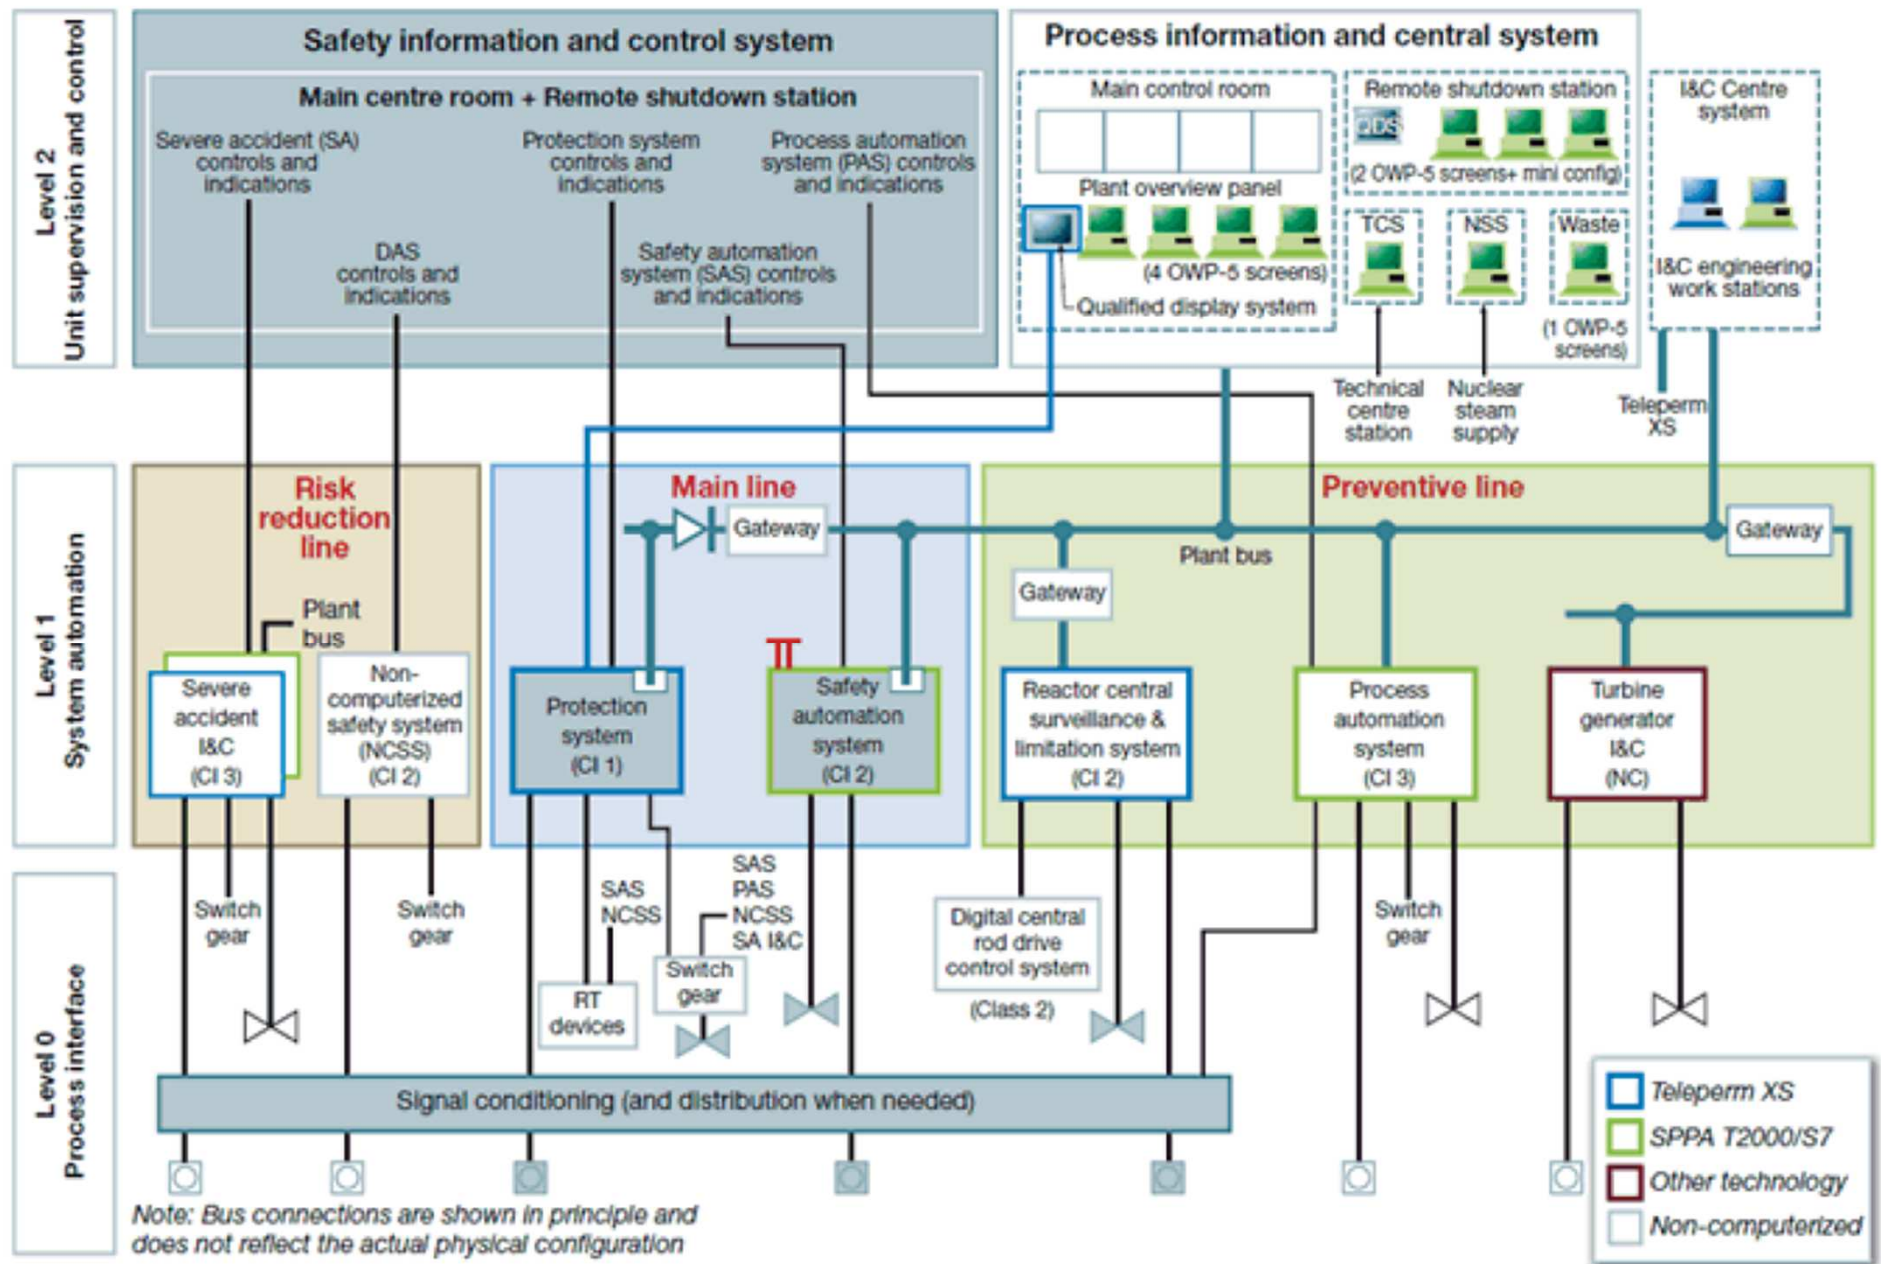 Level 2
Unit supervision and control
Safety information and control system
Main centre room + Remote shutdown station
Severe accident (SA)
controls and
indications
Protection system
controls and
indications
Process automation
system (PAS) controls
and indications
DAS
controls and
indications
Safety automation
system (SAS) controls
and indications
Process information and central system
Main control room
Plant overview panel
(4 OWP-5 screens)
Qualified display system
Remote shutdown station
QDS
(2 OWP-5 screens+ mini config)
TCS
NSS
Waste
(1 OWP-5
screens)
I&C Centre
system
I&C engineering
work stations
Technical
centre
station
Nuclear
steam
supply
Teleperm
XS
Level 1
System automation
Risk
reduction
line
Plant
bus
Severe
accident
I&C
(CI 3)
Non-
computerized
safety system
(NCSS)
(CI 2)
Main line
Gateway
Protection
system
(CI 1)
Safety
automation
system
(CI 2)
Preventive line
Plant bus
Gateway
Gateway
Reactor central
surveillance &
limitation system
(CI 2)
Process
automation
system
(CI 3)
Turbine
generator
I&C
(NC)
Level 0
Process interface
Switch
gear
Switch
gear
SAS
NCSS
RT
devices
SAS
PAS
NCSS
SA I&C
Switch
gear
Digital central
rod drive
control system
(Class 2)
Switch
gear
Signal conditioning (and distribution when needed)
Note: Bus connections are shown in principle and
does not reflect the actual physical configuration
Teleperm XS
SPPA T2000/S7
Other technology
Non-computerized